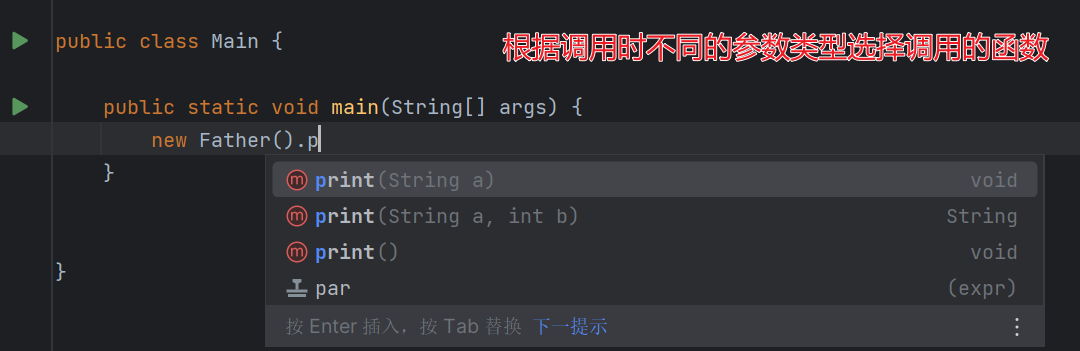 public class Main {
根据调用时不同的参数类型选择调用的函数
public static void main(String[] args) {
new Father().p
}
print(String a) void
print(String a, int b) String
print() void
par (expr)
}
按 Enter 插入，按 Tab 替换 下一提示